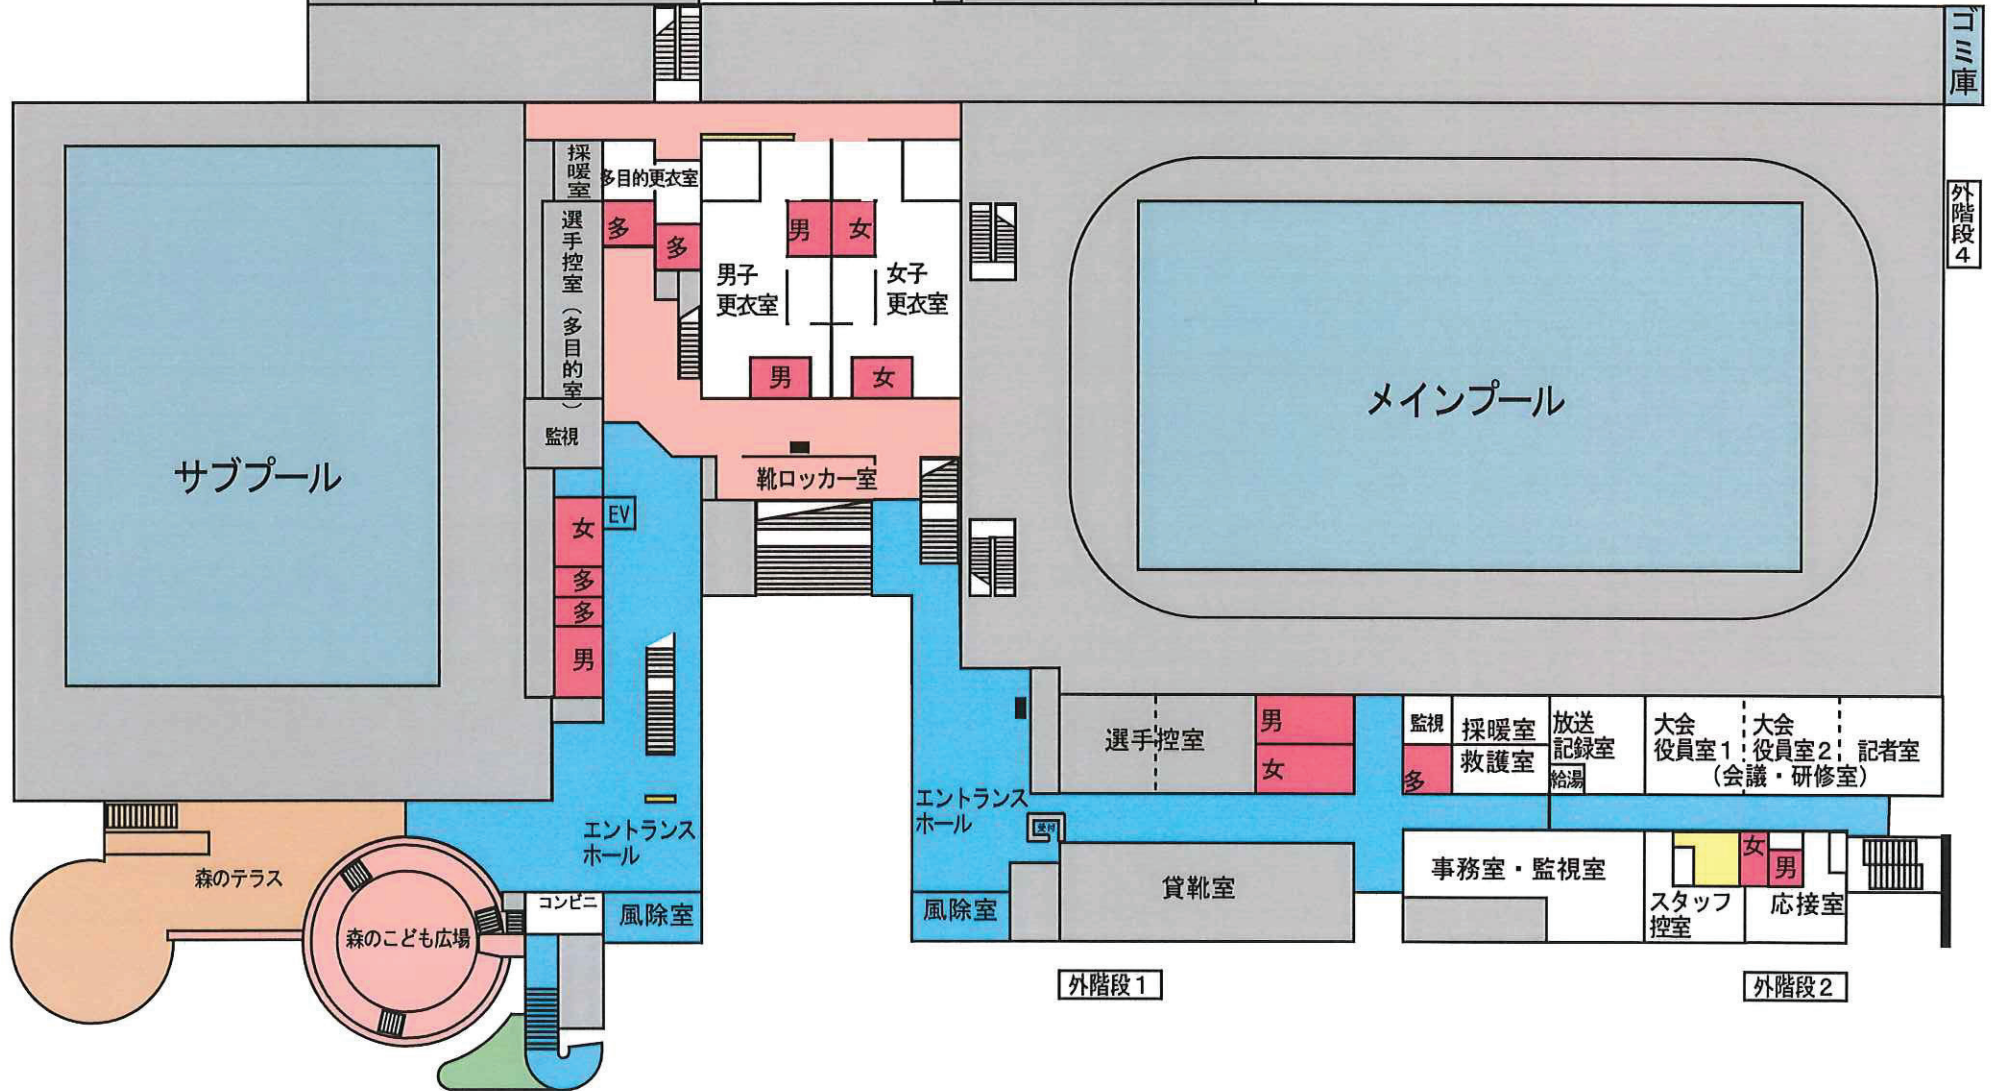 ゴミ庫
外階段4
採暖室
多目的更衣室
選手控室（多目的室）
多
多
男
女
男子
更衣室
女子
更衣室
男
女
監視
サブプール
メインプール
靴ロッカー室
EV
女
多
多
男
エントランス
ホール
エントランス
ホール
受付
選手控室
男
女
監視
多
採暖室
救護室
放送
記録室
給湯
大会
役員室1
大会
役員室2
（会議・研修室）
記者室
森のテラス
森のこども広場
コンビニ
風除室
風除室
貸靴室
事務室・監視室
スタッフ
控室
女
男
応接室
外階段1
外階段2